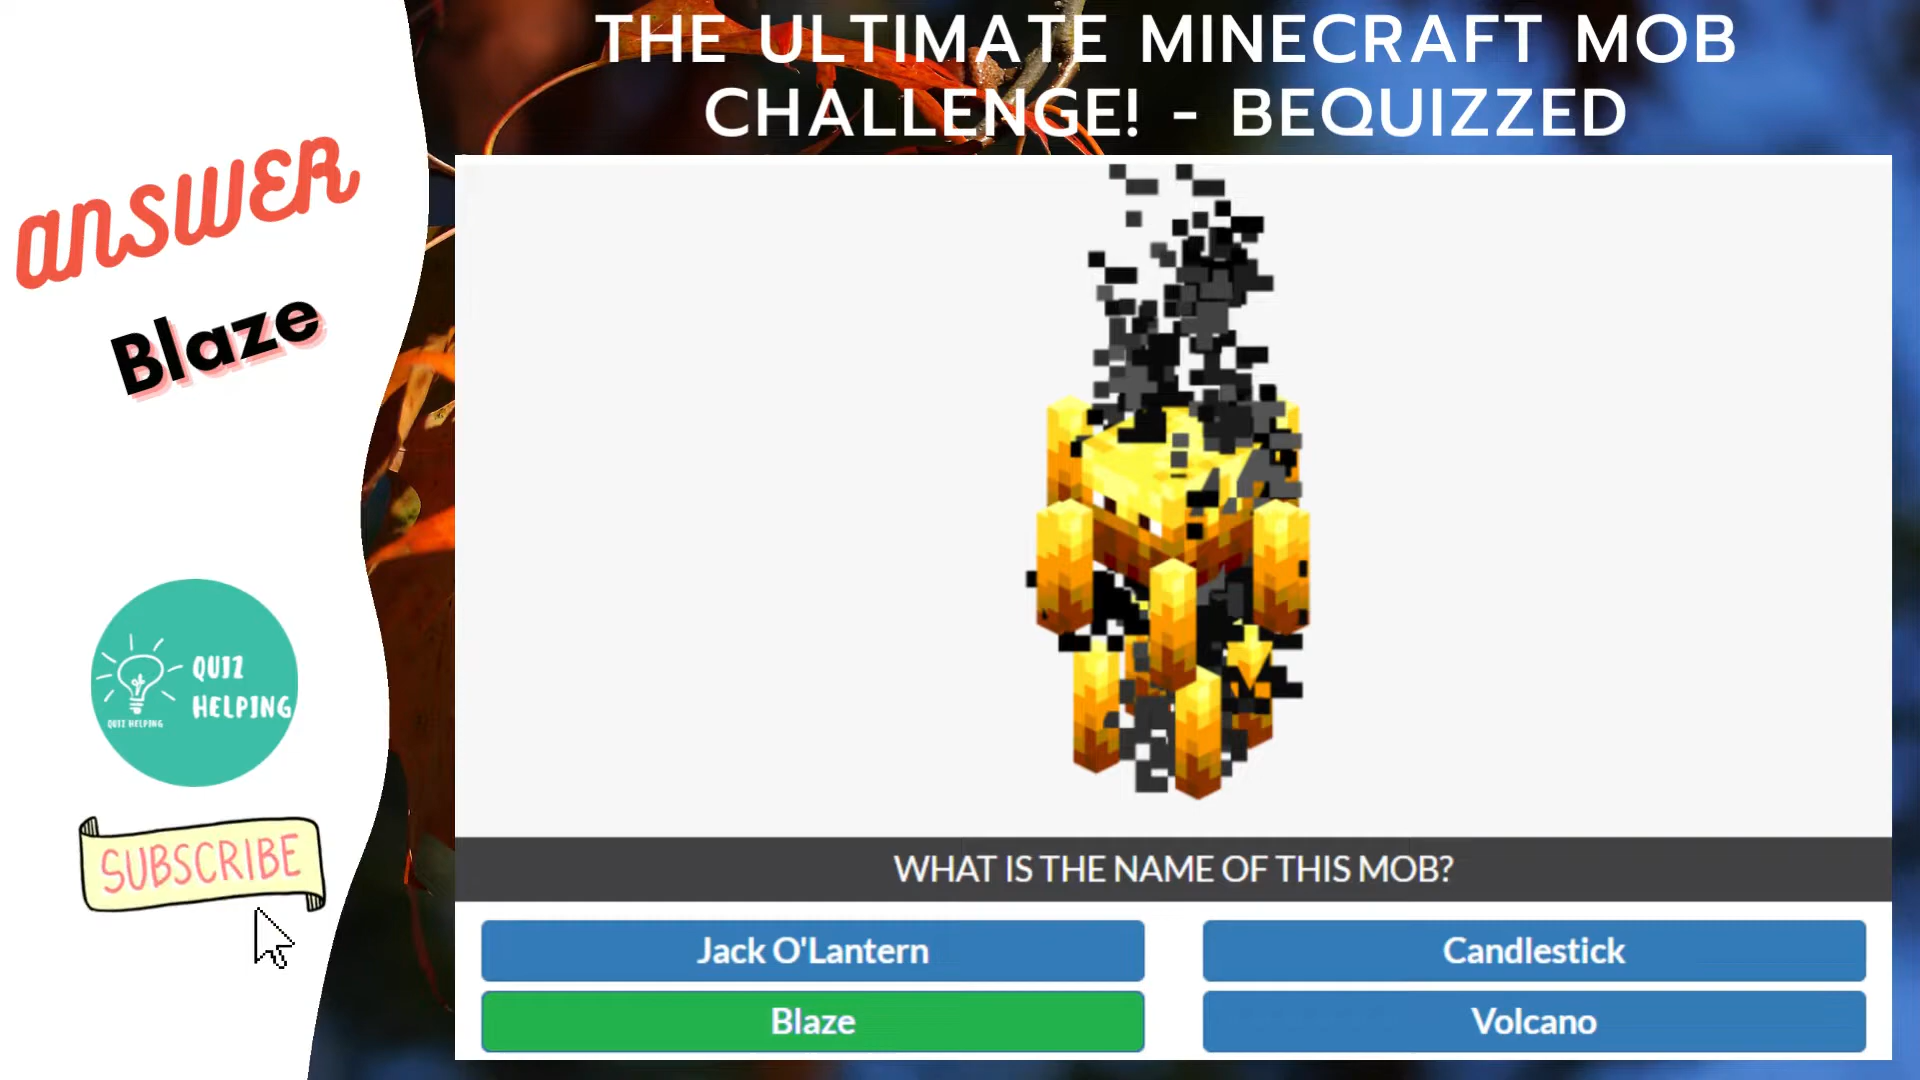 THE ULTIMATE MINECRAFT MOB
CHALLENGE! - BEQUIZZED
ANSWER
Blaze
QUIZ
HELPING
QUIZ HELPING
SUBSCRIBE
WHAT IS THE NAME OF THIS MOB?
Jack O'Lantern
Candlestick
Blaze
Volcano